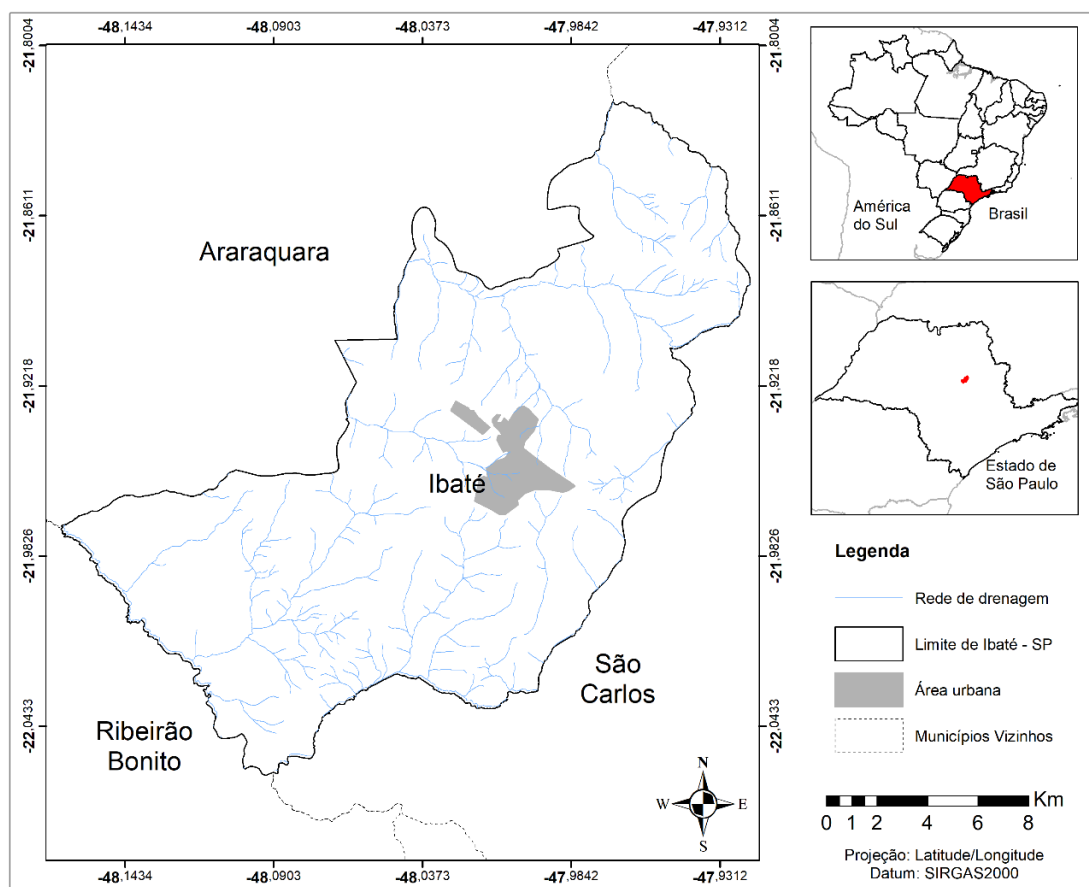 -48,1434 -48,0903 -48,0373 -47,9842 -47,9312
-21,8004
-21,8611
-21,9218
-21,9826
-22,0433
Araraquara
Ibaté
São
Carlos
Ribeirão
Bonito
N
W E
S
-21,8004
-21,8611
-21,9218
-21,9826
-22,0433
-48,1434 -48,0903 -48,0373 -47,9842 -47,9312
América
do Sul
Brasil
Estado de
São Paulo
Legenda
Rede de drenagem
Limite de Ibaté - SP
Área urbana
Municípios Vizinhos
Km
0 1 2 4 6 8
Projeção: Latitude/Longitude
Datum: SIRGAS2000